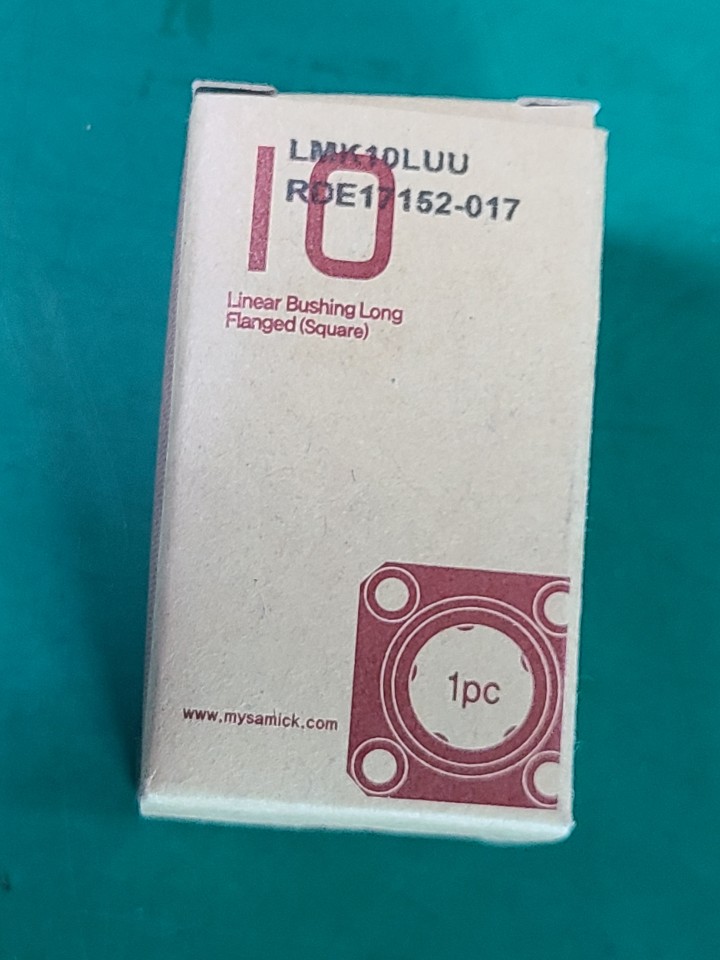 10
LMK10LUU
RDE17152-017
Linear Bushing Long
Flanged (Square)
1pc
www.mysamick.com